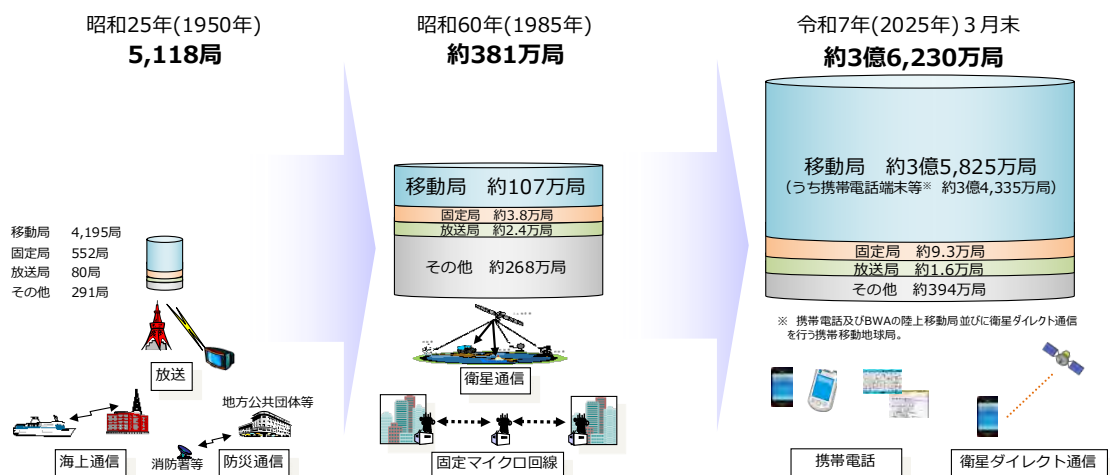 昭和25年(1950年)
5,118局
昭和60年(1985年)
約381万局
令和7年(2025年)３月末
約3億6,230万局
移動局　4,195局
固定局　552局
放送局　80局
その他　291局
移動局　約107万局
固定局　約3.8万局
放送局　約2.4万局
その他　約268万局
移動局　約3億5,825万局
（うち携帯電話端末等※　約3億4,335万局）
固定局　約9.3万局
放送局　約1.6万局
その他　約394万局
※　携帯電話及びBWAの陸上移動局並びに衛星ダイレクト通信
を行う携帯移動地球局。
放送
地方公共団体等
海上通信
消防署等
防災通信
衛星通信
固定マイクロ回線
携帯電話
衛星ダイレクト通信